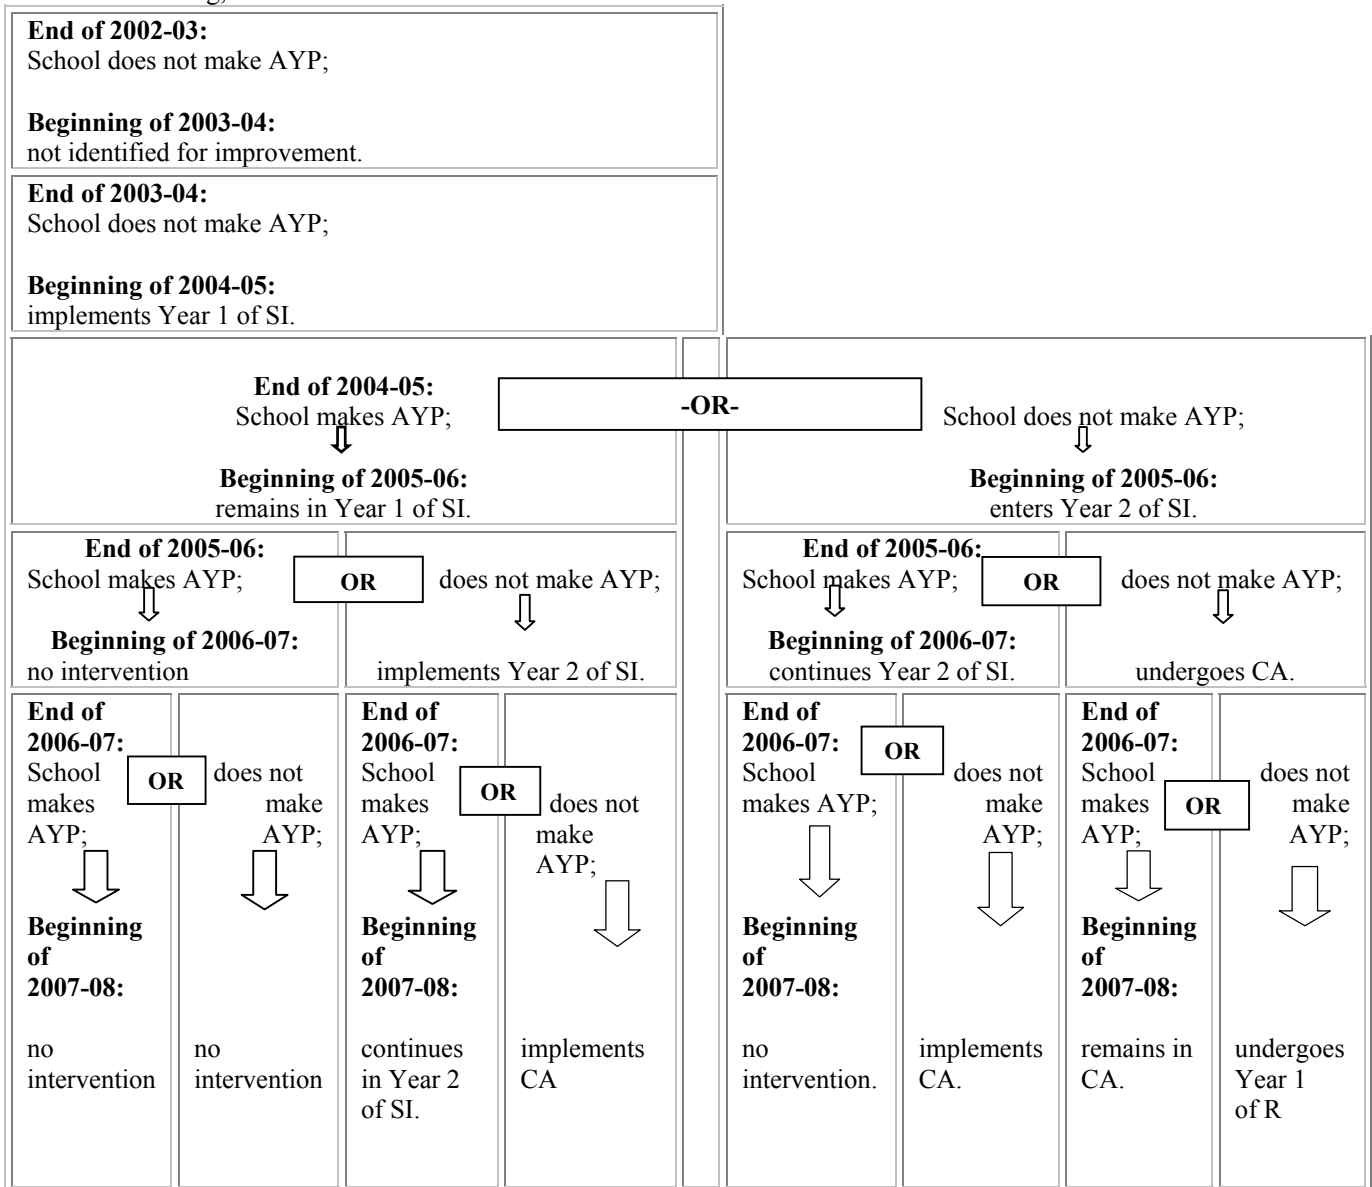 End of 2002-03:
School does not make AYP;
Beginning of 2003-04:
not identified for improvement.
End of 2003-04:
School does not make AYP;
Beginning of 2004-05:
implements Year 1 of SI.
End of 2004-05:
School makes AYP;
Beginning of 2005-06:
remains in Year 1 of SI.
-OR-
School does not make AYP;
Beginning of 2005-06:
enters Year 2 of SI.
End of 2005-06:
School makes AYP;
Beginning of 2006-07:
no intervention
OR
does not make AYP;
implements Year 2 of SI.
End of 2005-06:
School makes AYP;
Beginning of 2006-07:
continues Year 2 of SI.
OR
does not make AYP;
undergoes CA.
End of
2006-07:
School
makes
AYP;
Beginning
of
2007-08:
no
intervention
OR
does not
make
AYP;
no
intervention
End of
2006-07:
School
makes
AYP;
Beginning
of
2007-08:
continues
in Year 2
of SI.
OR
does not
make
AYP;
implements
CA
End of
2006-07:
School
makes AYP;
Beginning
of
2007-08:
no
intervention.
OR
does not
make
AYP;
implements
CA.
End of
2006-07:
School
makes
AYP;
Beginning
of
2007-08:
remains in
CA.
OR
does not
make
AYP;
undergoes
Year 1
of R